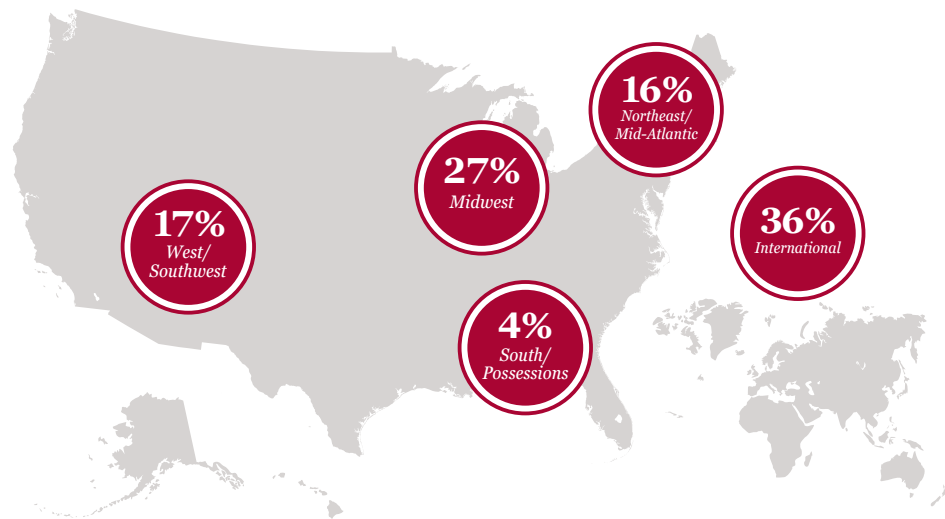 16%
Northeast/
Mid-Atlantic
27%
Midwest
17%
West/
Southwest
36%
International
4%
South/
Possessions